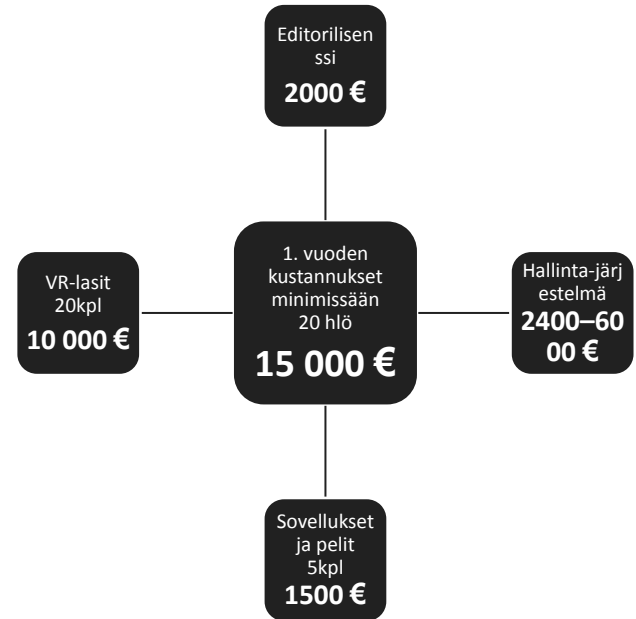 Editorilisen
ssi
2000 €
VR-lasit
20kpl
10 000 €
1. vuoden
kustannukset
minimissään
20 hlö
15 000 €
Hallinta-järj
estelmä
2400–60
00 €
Sovellukset
ja pelit
5kpl
1500 €